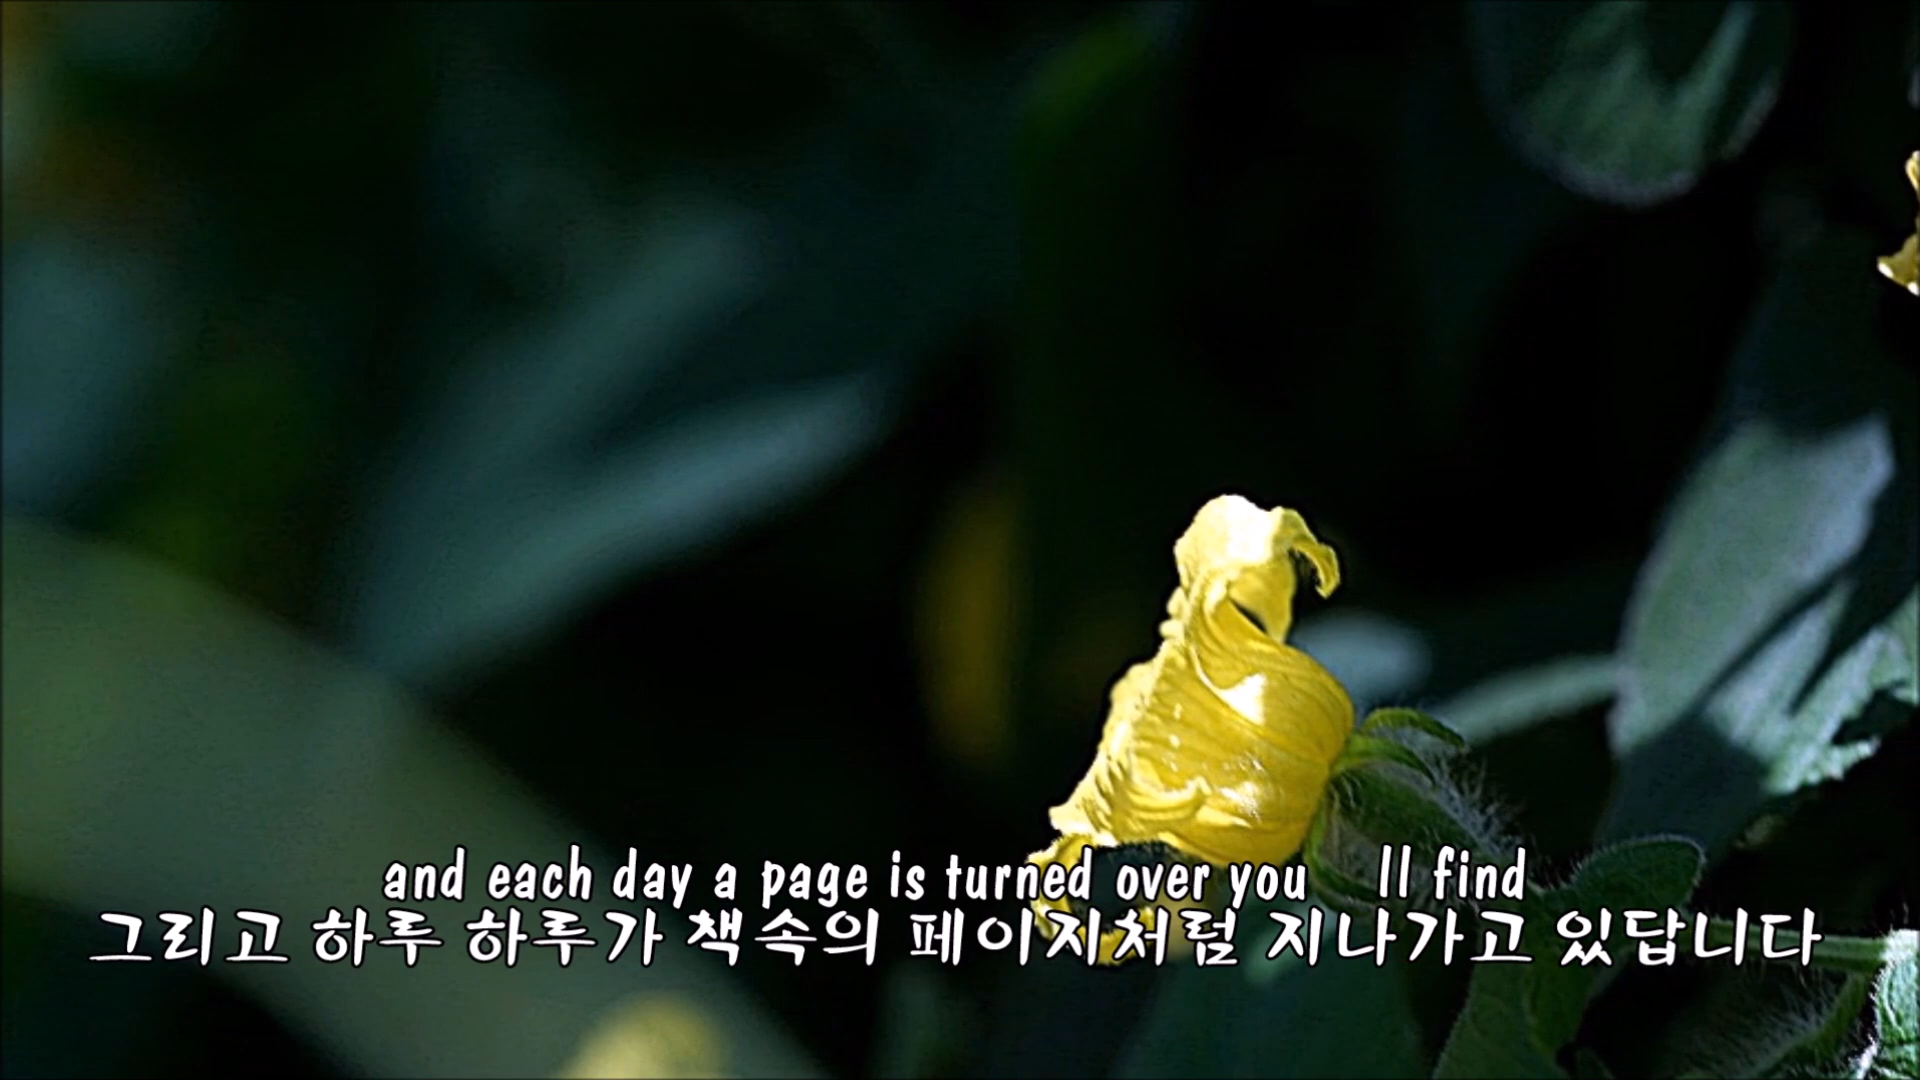 and each day a page is turned over you ll find
그리고 하루 하루가 책속의 페이지처럼 지나가고 있답니다